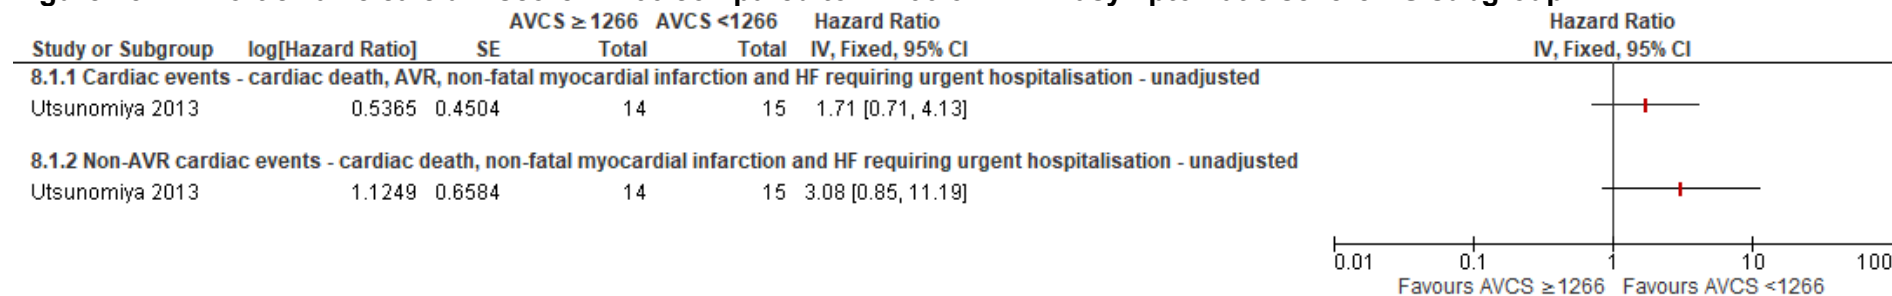 AVCS ≥1266 AVCS <1266 Hazard Ratio Hazard Ratio
Study or Subgroup log[Hazard Ratio] SE Total Total IV, Fixed, 95% CI IV, Fixed, 95% CI
8.1.1 Cardiac events - cardiac death, AVR, non-fatal myocardial infarction and HF requiring urgent hospitalisation - unadjusted
Utsunomiya 2013 0.5365 0.4504 14 15 1.71 [0.71, 4.13]
8.1.2 Non-AVR cardiac events - cardiac death, non-fatal myocardial infarction and HF requiring urgent hospitalisation - unadjusted
Utsunomiya 2013 1.1249 0.6584 14 15 3.08 [0.85, 11.19]
0.01 0.1 1 10 100
Favours AVCS ≥1266 Favours AVCS <1266